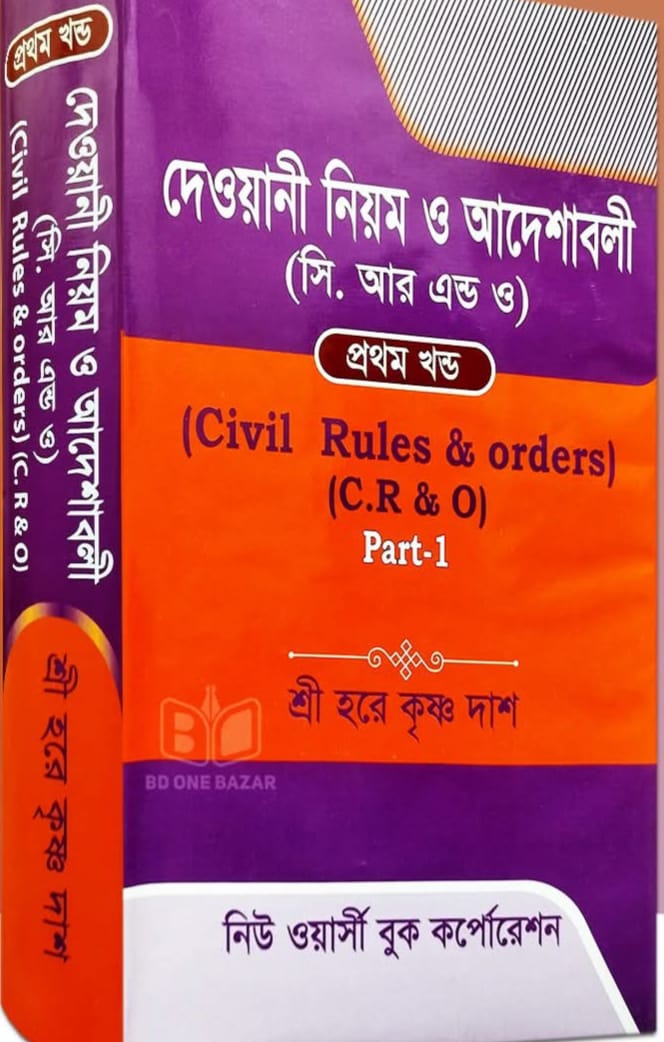 প্রথম খন্ড
দেওয়ানী নিয়ম ও আদেশাবলী
(সি. আর এন্ড ও)
(Civil Rules & orders) (C. R & O)
শ্রী হরে কৃষ্ণ দাশ
দেওয়ানী নিয়ম ও আদেশাবলী
(সি. আর এন্ড ও)
প্রথম খন্ড
(Civil Rules & orders)
(C.R & O)
Part-1
শ্রী হরে কৃষ্ণ দাশ
BD ONE BAZAR
নিউ ওয়ার্সী বুক কর্পোরেশন